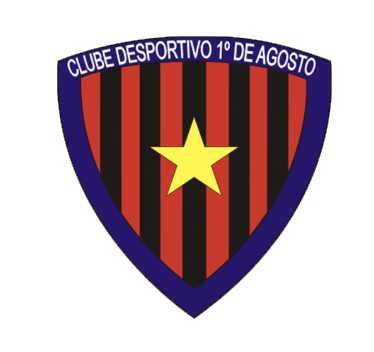 CLUBE DESPORTIVO 1º DE AGOSTO